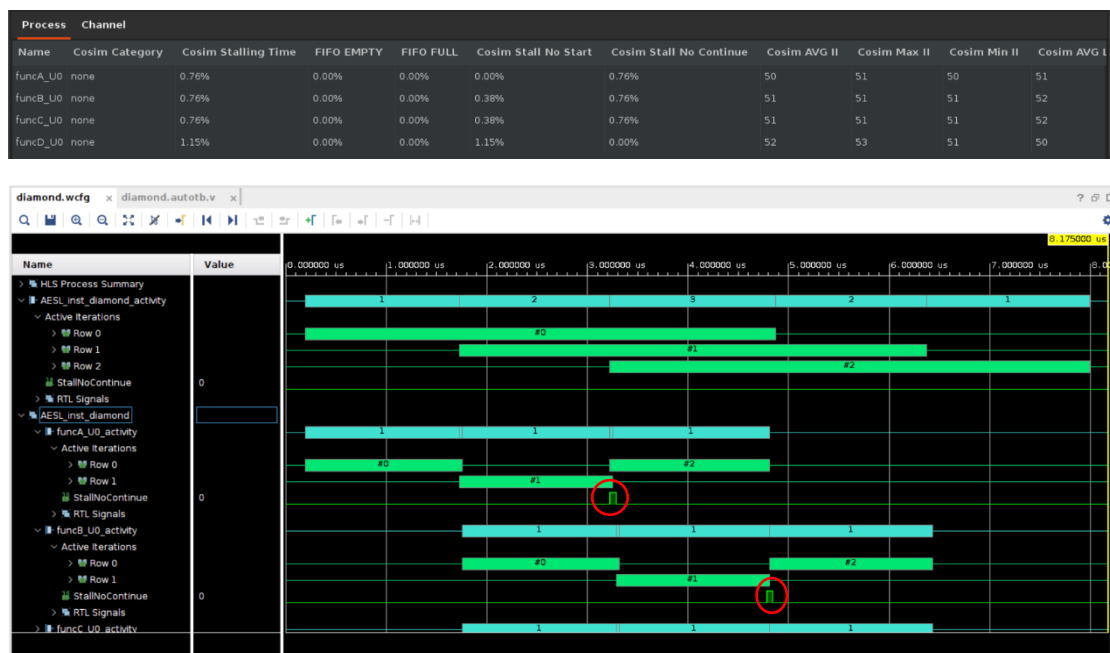 Process Channel
Name Cosim Category Cosim Stalling Time FIFO EMPTY FIFO FULL Cosim Stall No Start Cosim Stall No Continue Cosim AVG II Cosim Max II Cosim Min II Cosim AVG L
funcA_U0 none 0.76% 0.00% 0.00% 0.00% 0.76% 50 51 50 51
funcB_U0 none 0.76% 0.00% 0.00% 0.38% 0.76% 51 51 51 52
funcC_U0 none 0.76% 0.00% 0.00% 0.38% 0.76% 51 51 51 52
funcD_U0 none 1.15% 0.00% 0.00% 1.15% 0.00% 52 53 51 50
diamond.wcfg x diamond.autotb.v x
8.175000 us
Name Value 0.000000 us 1.000000 us 2.000000 us 3.000000 us 4.000000 us 5.000000 us 6.000000 us 7.000000 us 8.0
HLS Process Summary
AESL_inst_diamond_activity 1 2 3 2 1
Active Iterations
Row 0 #0
Row 1 #1
Row 2 #2
StallNoContinue 0
RTL Signals
AESL_inst_diamond
funcA_U0_activity 1 1 1
Active Iterations
Row 0 #0 #2
Row 1 #1
StallNoContinue 0
RTL Signals
funcB_U0_activity 1 1 1
Active Iterations
Row 0 #0 #2
Row 1 #1
StallNoContinue 0
RTL Signals
funcC_U0_activity 1 1 1